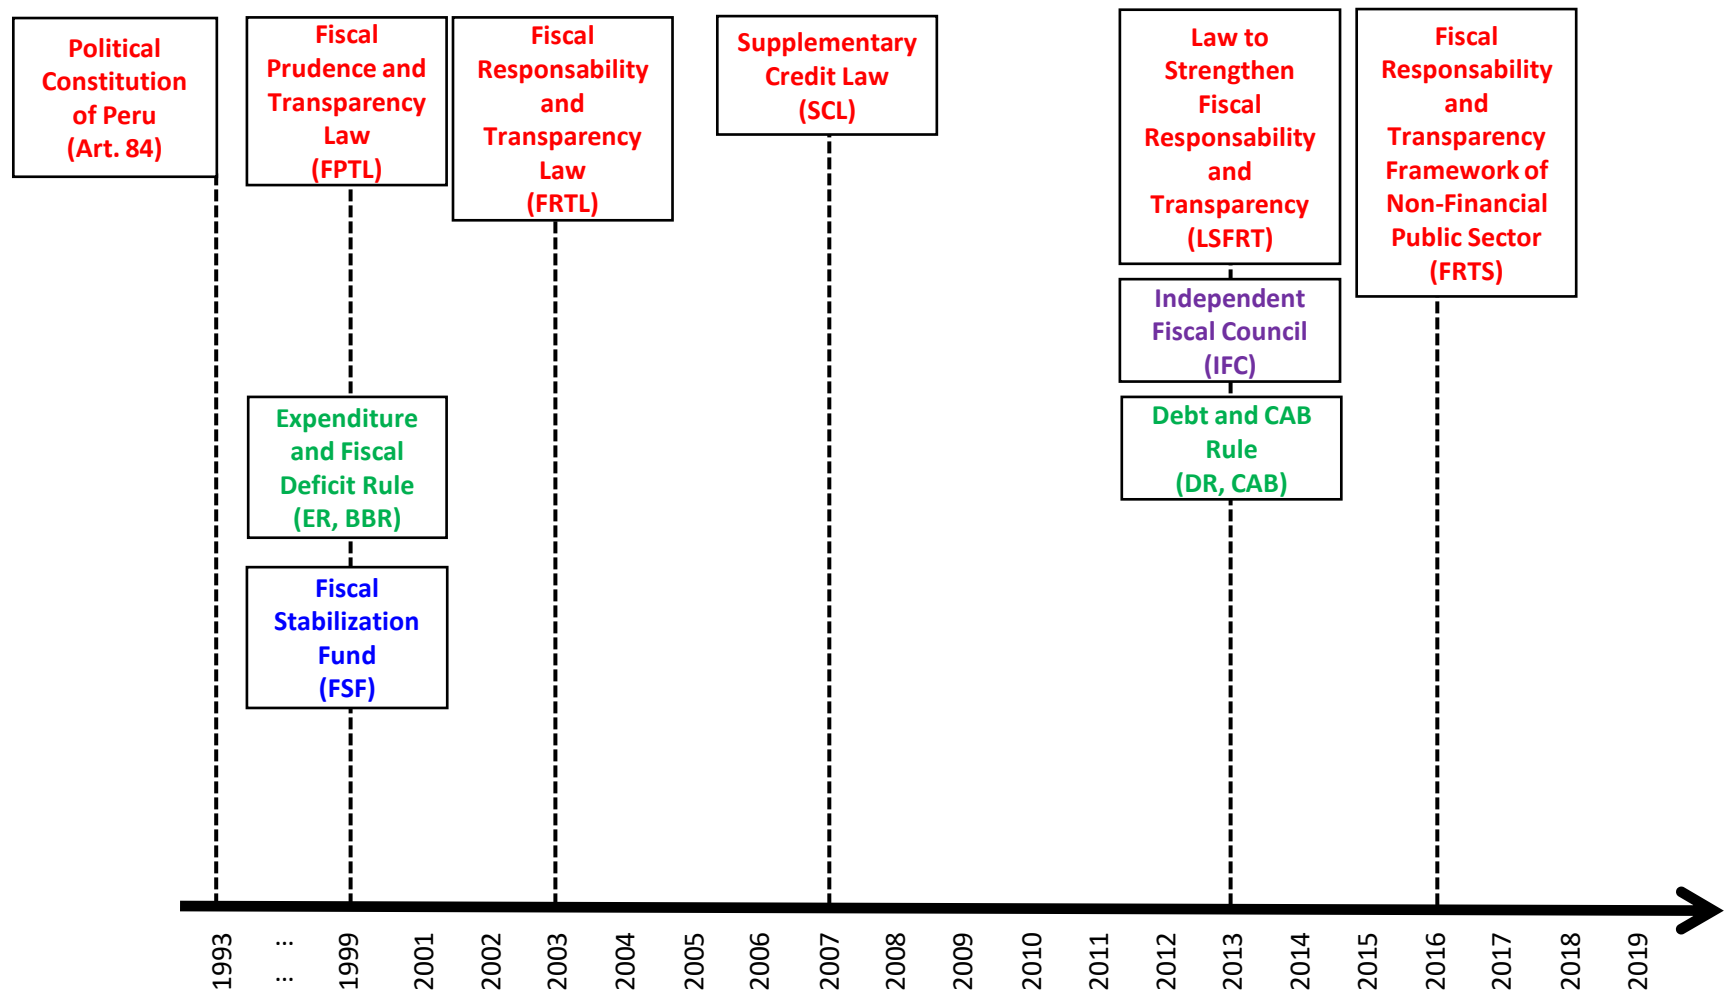 Political
Constitution
of Peru
(Art. 84)
Fiscal
Prudence and
Transparency
Law
(FPTL)
Fiscal
Responsability
and
Transparency
Law
(FRTL)
Supplementary
Credit Law
(SCL)
Law to
Strengthen
Fiscal
Responsability
and
Transparency
(LSFRT)
Fiscal
Responsability
and
Transparency
Framework of
Non-Financial
Public Sector
(FRTS)
Independent
Fiscal Council
(IFC)
Expenditure
and Fiscal
Deficit Rule
(ER, BBR)
Debt and CAB
Rule
(DR, CAB)
Fiscal
Stabilization
Fund
(FSF)
1993
...
...
1999
2001
2002
2003
2004
2005
2006
2007
2008
2009
2010
2011
2012
2013
2014
2015
2016
2017
2018
2019